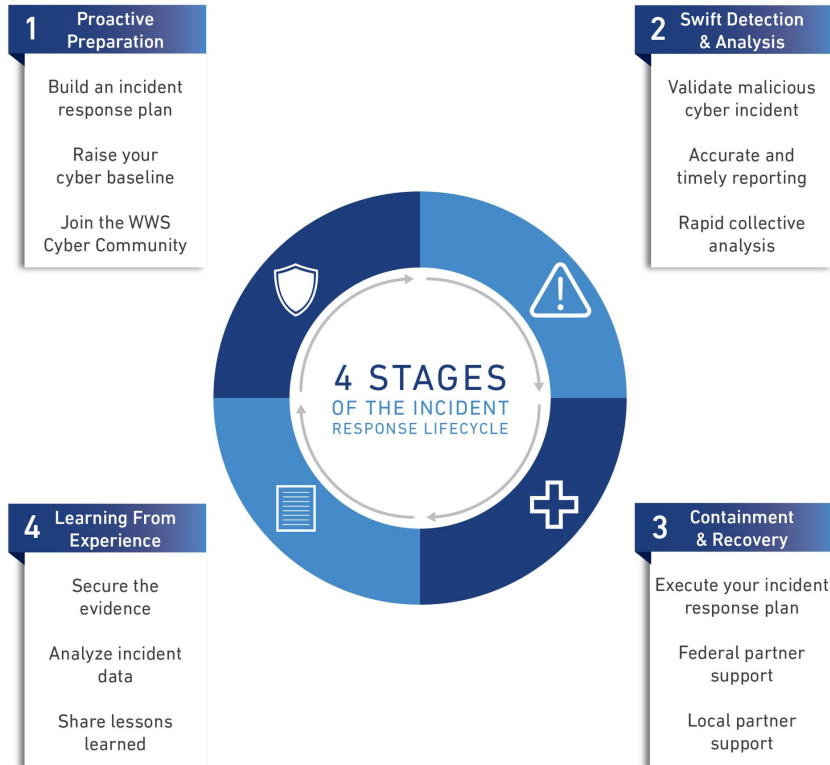 1 Proactive
Preparation
Build an incident
response plan
Raise your
cyber baseline
Join the WWS
Cyber Community
2 Swift Detection
& Analysis
Validate malicious
cyber incident
Accurate and
timely reporting
Rapid collective
analysis
4 STAGES
OF THE INCIDENT
RESPONSE LIFECYCLE
3 Containment
& Recovery
Execute your incident
response plan
Federal partner
support
Local partner
support
4 Learning From
Experience
Secure the
evidence
Analyze incident
data
Share lessons
learned